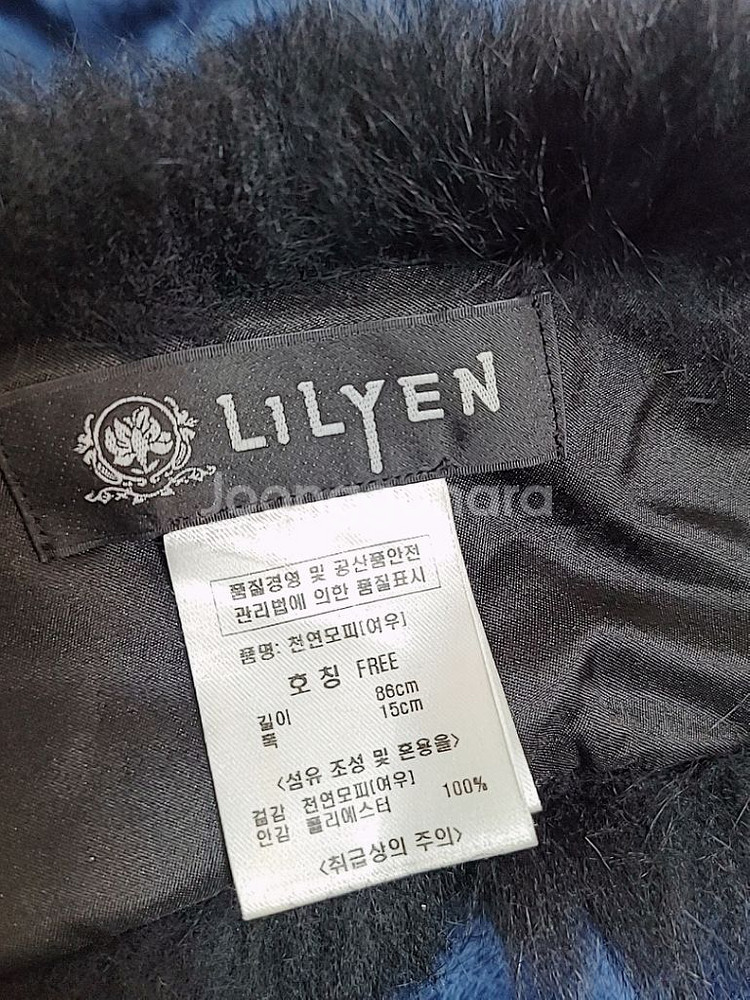 LILYEN
Joonggonara
품질경영 및 공산품안전
관리법에 의한 품질표시
품명: 천연모피[여우]
호칭 FREE
길이 86cm
폭 15cm
<섬유 조성 및 혼용율>
겉감 천연모피[여우] 100%
안감 폴리에스터
<취급상의 주의>